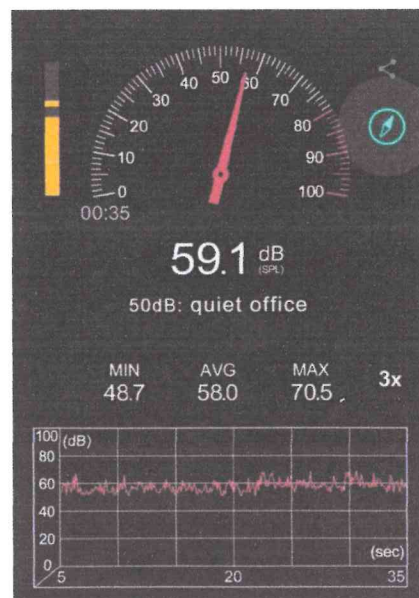 50
40 60
30 70
20 80
10 90
0 100
00:35
59.1 dB
(SPL)
50dB: quiet office
MIN AVG MAX 3x
48.7 58.0 70.5
100 (dB)
80
60
40
20
0 (sec)
5 20 35